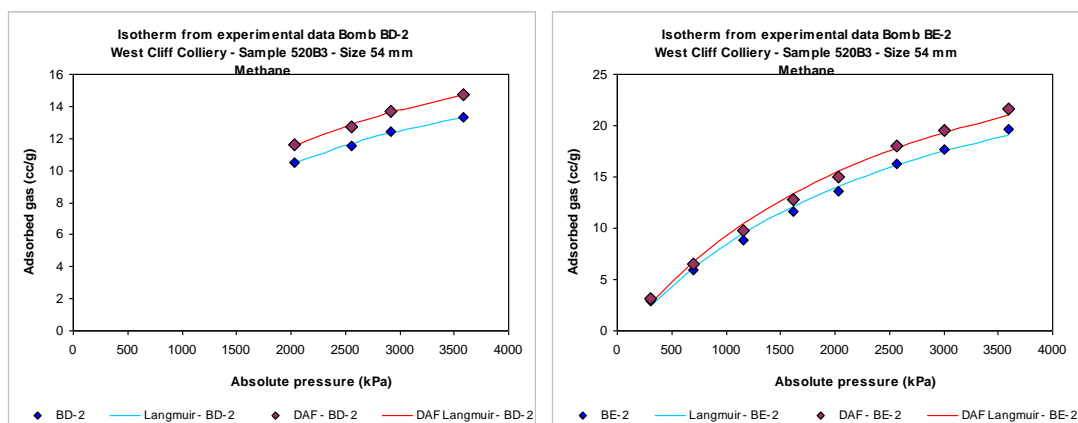 Isotherm from experimental data Bomb BD-2
West Cliff Colliery - Sample 520B3 - Size 54 mm
Methane
16
14
12
10
8
6
4
2
0
Adsorbed gas (cc/g)
0 500 1000 1500 2000 2500 3000 3500 4000
Absolute pressure (kPa)
BD-2 Langmuir - BD-2 DAF - BD-2 DAF Langmuir - BD-2
Isotherm from experimental data Bomb BE-2
West Cliff Colliery - Sample 520B3 - Size 54 mm
Methane
25
20
15
10
5
0
Adsorbed gas (cc/g)
0 500 1000 1500 2000 2500 3000 3500 4000
Absolute pressure (kPa)
BE-2 Langmuir - BE-2 DAF - BE-2 DAF Langmuir - BE-2